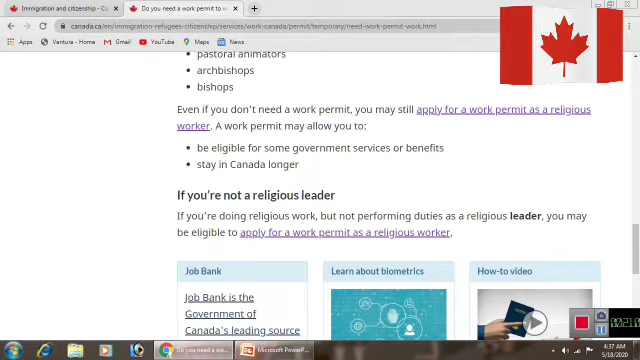 Immigration and citizenship - C
Do you need a work permit to w
canada.ca/en/immigration-refugees-citizenship/services/work-canada/permit/temporary/need-work-permit-work.html
Apps Ventura - Home Gmail YouTube Maps News
• pastoral animators
• archbishops
• bishops
Even if you don't need a work permit, you may still apply for a work permit as a religious
worker. A work permit may allow you to:
• be eligible for some government services or benefits
• stay in Canada longer
If you're not a religious leader
If you're doing religious work, but not performing duties as a religious leader, you may
be eligible to apply for a work permit as a religious worker.
Job Bank Learn about biometrics How-to video
Job Bank is the
Government of
Canada's leading source
Do you need a wo...
Microsoft PowerP...
4:37 AM
5/18/2020